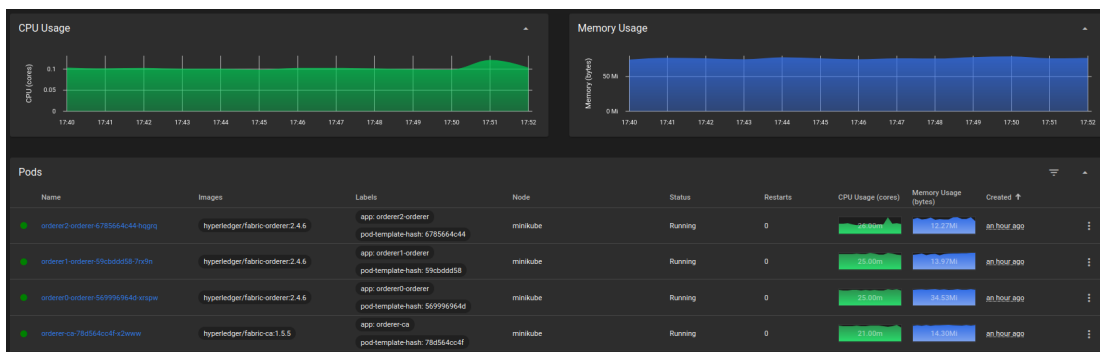 CPU Usage
CPU (cores)
0.1
0.05
0
17:40 17:41 17:42 17:43 17:44 17:45 17:46 17:47 17:48 17:49 17:50 17:51 17:52
Memory Usage
Memory (bytes)
50 Mi
0 Mi
17:40 17:41 17:42 17:43 17:44 17:45 17:46 17:47 17:48 17:49 17:50 17:51 17:52
Pods
Name Images Labels Node Status Restarts CPU Usage (cores) Memory Usage (bytes) Created
orderer2-orderer-6785664c44-hqgrq hyperledger/fabric-orderer:2.4.6 app: orderer2-orderer minikube Running 0 12.27Mi an hour ago
pod-template-hash: 6785664c44
orderer1-orderer-59cbddd58-7rx9n hyperledger/fabric-orderer:2.4.6 app: orderer1-orderer minikube Running 0 25.00m 13.97Mi an hour ago
pod-template-hash: 59cbddd58
orderer0-orderer-569996964d-xrspw hyperledger/fabric-orderer:2.4.6 app: orderer0-orderer minikube Running 0 25.00m 34.53Mi an hour ago
pod-template-hash: 569996964d
orderer-ca-78d564cc4f-x2www hyperledger/fabric-ca:1.5.5 app: orderer-ca minikube Running 0 21.00m 14.30Mi an hour ago
pod-template-hash: 78d564cc4f